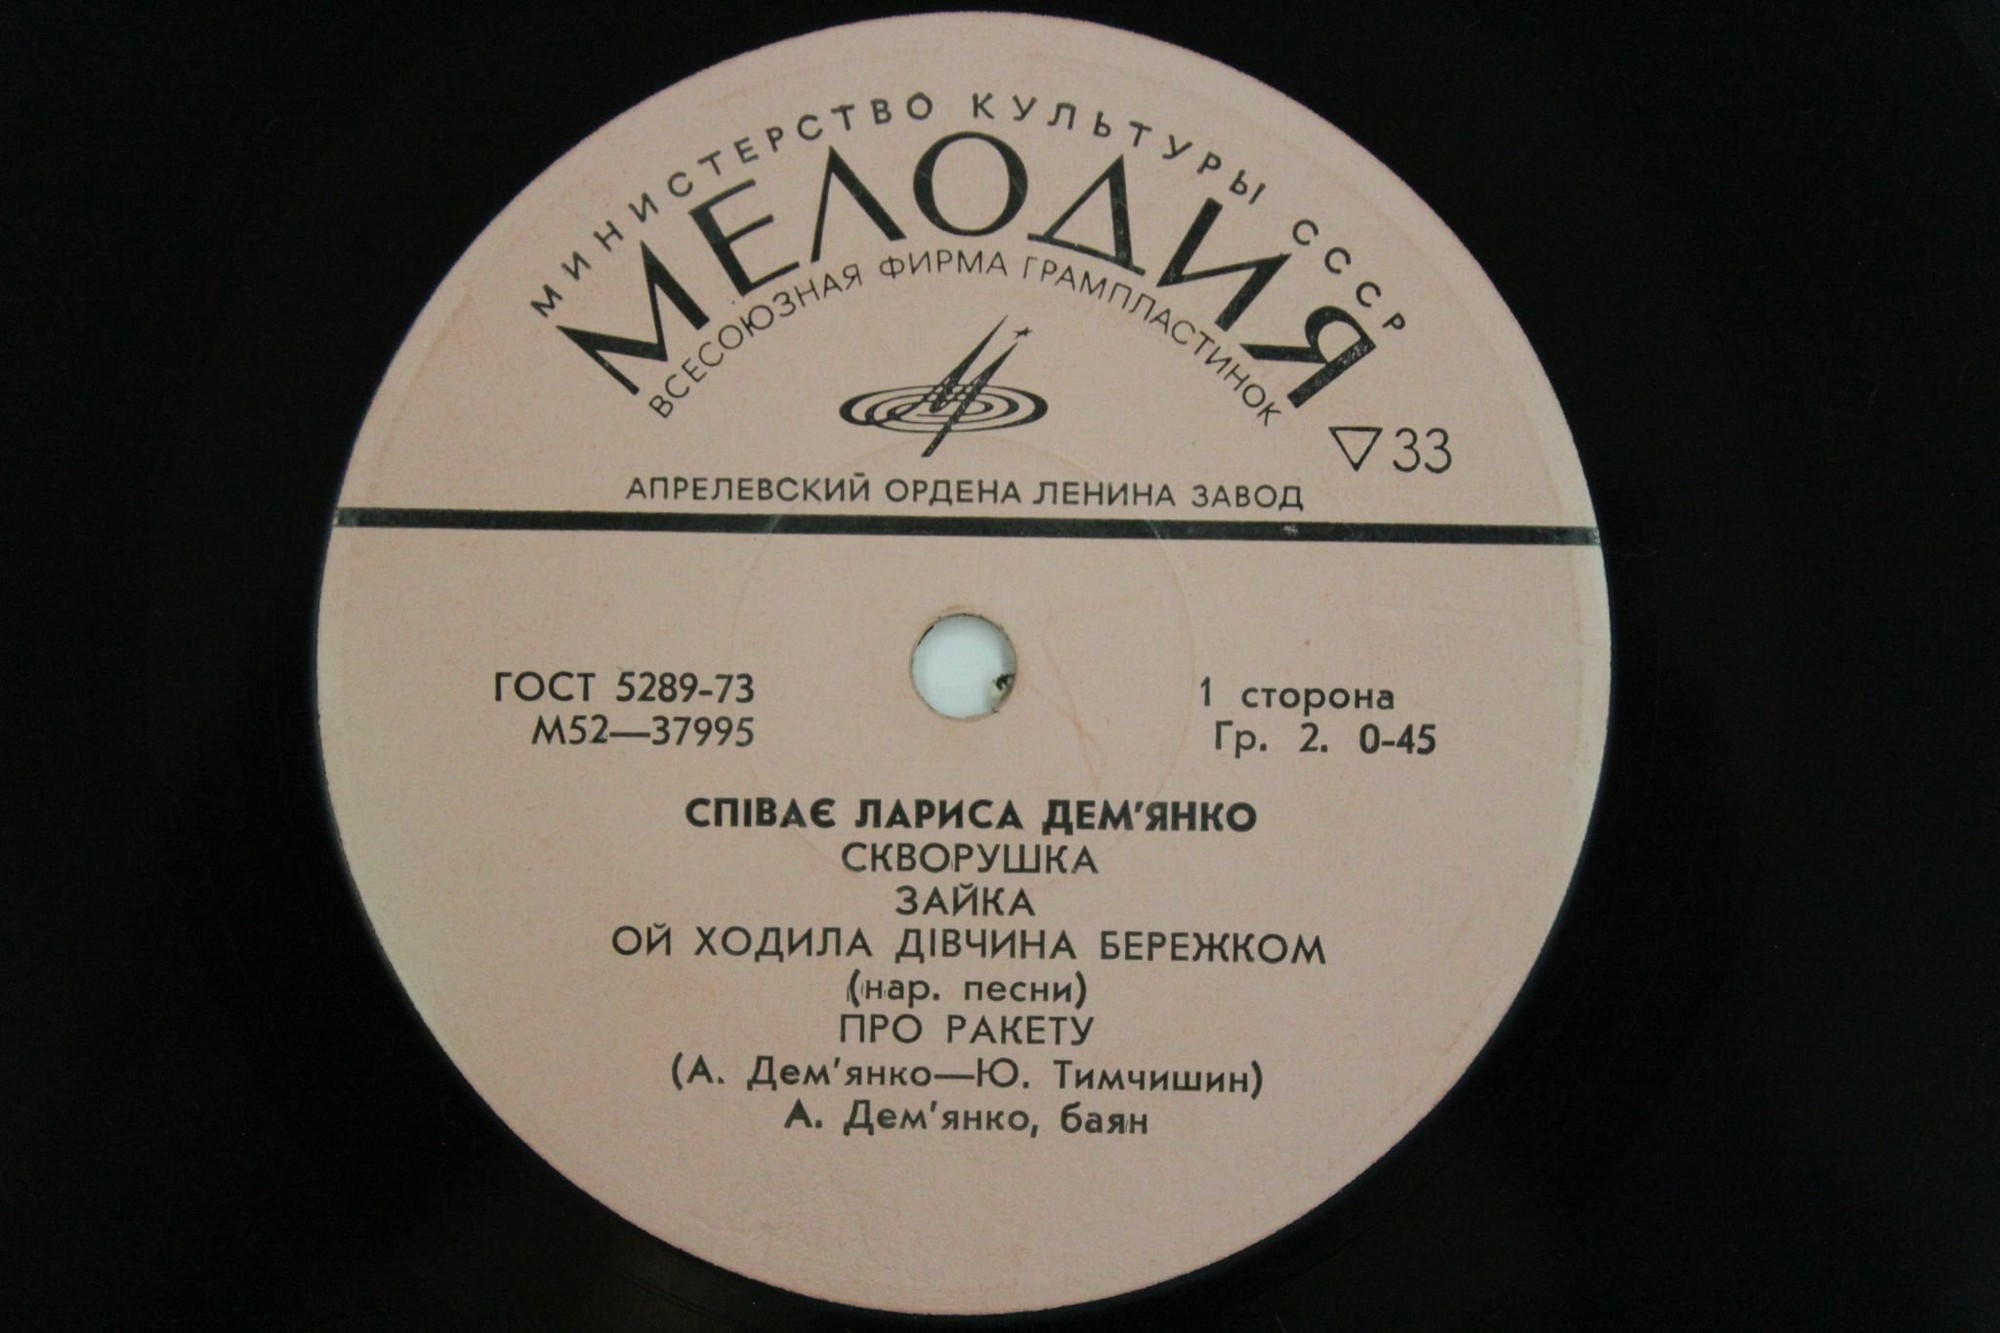 МИНИСТЕРСТВО КУЛЬТУРЫ СССР
МЕЛОДИЯ
ВСЕСОЮЗНАЯ ФИРМА ГРАМПЛАСТИНОК
▽33
АПРЕЛЕВСКИЙ ОРДЕНА ЛЕНИНА ЗАВОД
ГОСТ 5289-73
М52—37995
1 сторона
Гр. 2. 0-45
СПІВАЄ ЛАРИСА ДЕМ'ЯНКО
СКВОРУШКА
ЗАЙКА
ОЙ ХОДИЛА ДІВЧИНА БЕРЕЖКОМ
(нар. песни)
ПРО РАКЕТУ
(А. Дем'янко—Ю. Тимчишин)
А. Дем'янко, баян